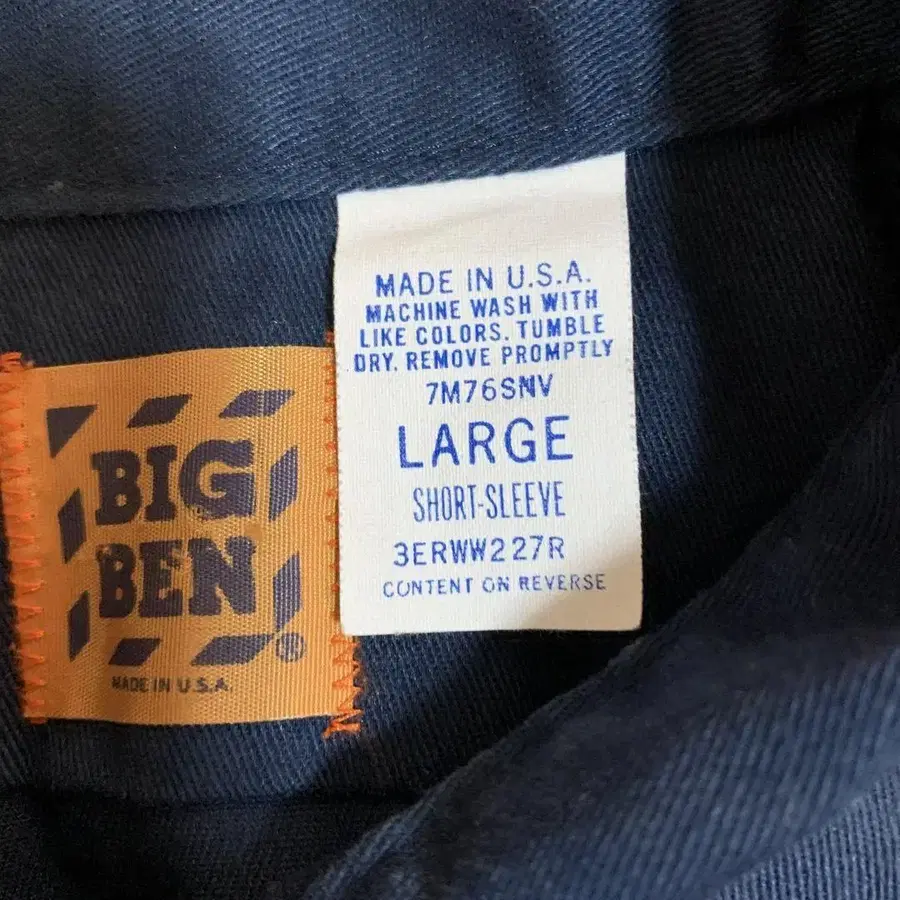 BIG
BEN
®
MADE IN U.S.A.
MADE IN U.S.A.
MACHINE WASH WITH
LIKE COLORS. TUMBLE
DRY. REMOVE PROMPTLY
7M76SNV
LARGE
SHORT-SLEEVE
3ERWW227R
CONTENT ON REVERSE